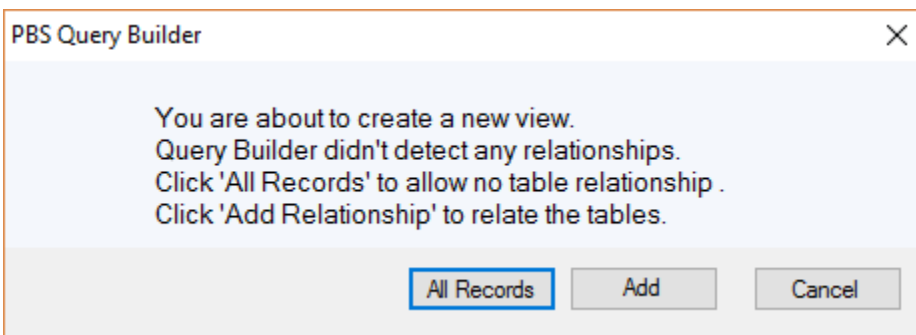 PBS Query Builder
You are about to create a new view.
Query Builder didn't detect any relationships.
Click 'All Records' to allow no table relationship .
Click 'Add Relationship' to relate the tables.
All Records
Add
Cancel